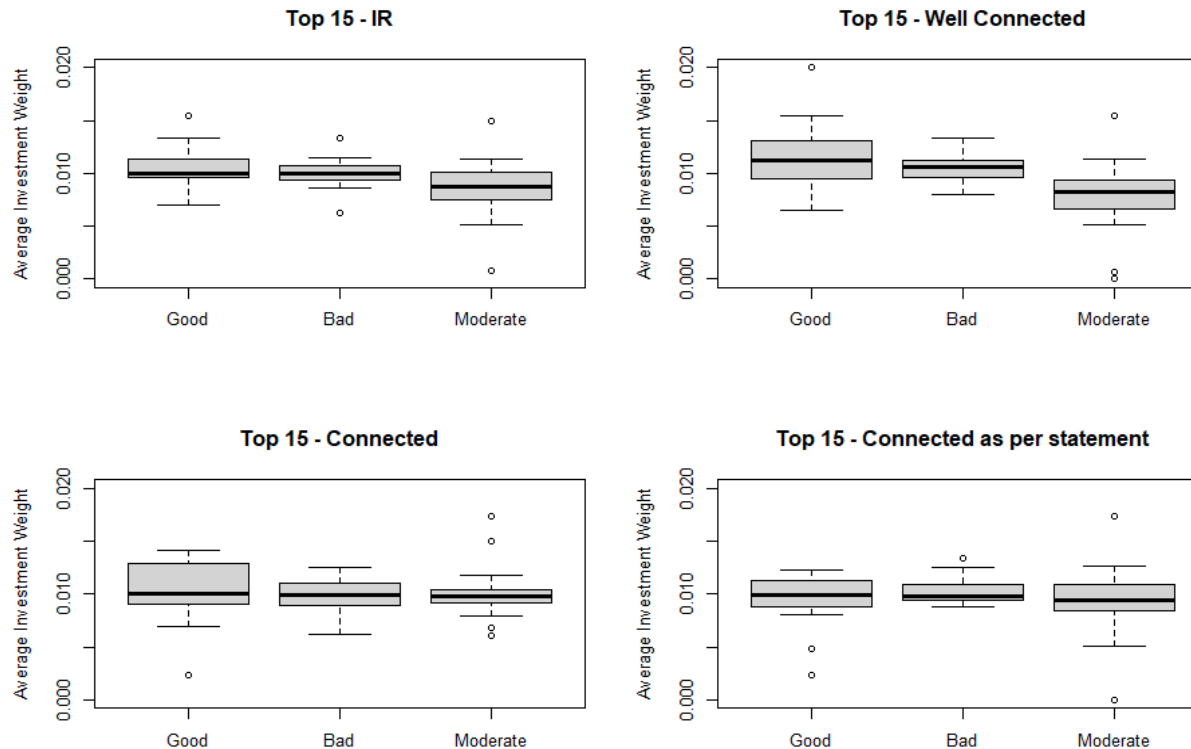 Top 15 - IR
Average Investment Weight
0.020
0.010
0.000
Good Bad Moderate
Top 15 - Well Connected
Average Investment Weight
0.020
0.010
0.000
Good Bad Moderate
Top 15 - Connected
Average Investment Weight
0.020
0.010
0.000
Good Bad Moderate
Top 15 - Connected as per statement
Average Investment Weight
0.020
0.010
0.000
Good Bad Moderate